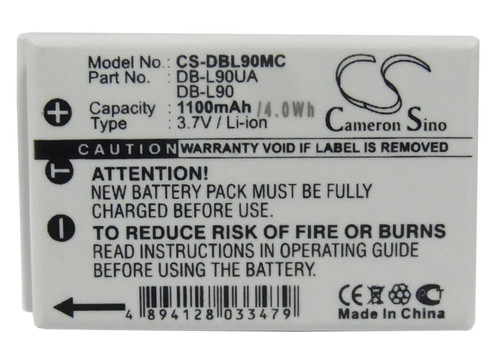 Model No.: CS-DBL90MC
Part No.: DB-L90UA
DB-L90
Capacity : 1100mAh /4.0Wh
Type : 3.7V / Li-ion
CS
Cameron Sino
CAUTION WARRANTY VOID IF LABEL IS REMOVED
ATTENTION!
NEW BATTERY PACK MUST BE FULLY
CHARGED BEFORE USE.
TO REDUCE RISK OF FIRE OR BURNS
READ INSTRUCTIONS IN OPERATING GUIDE
BEFORE USING THE BATTERY.
4 894128 033479
CE
Made in China
+
T
−